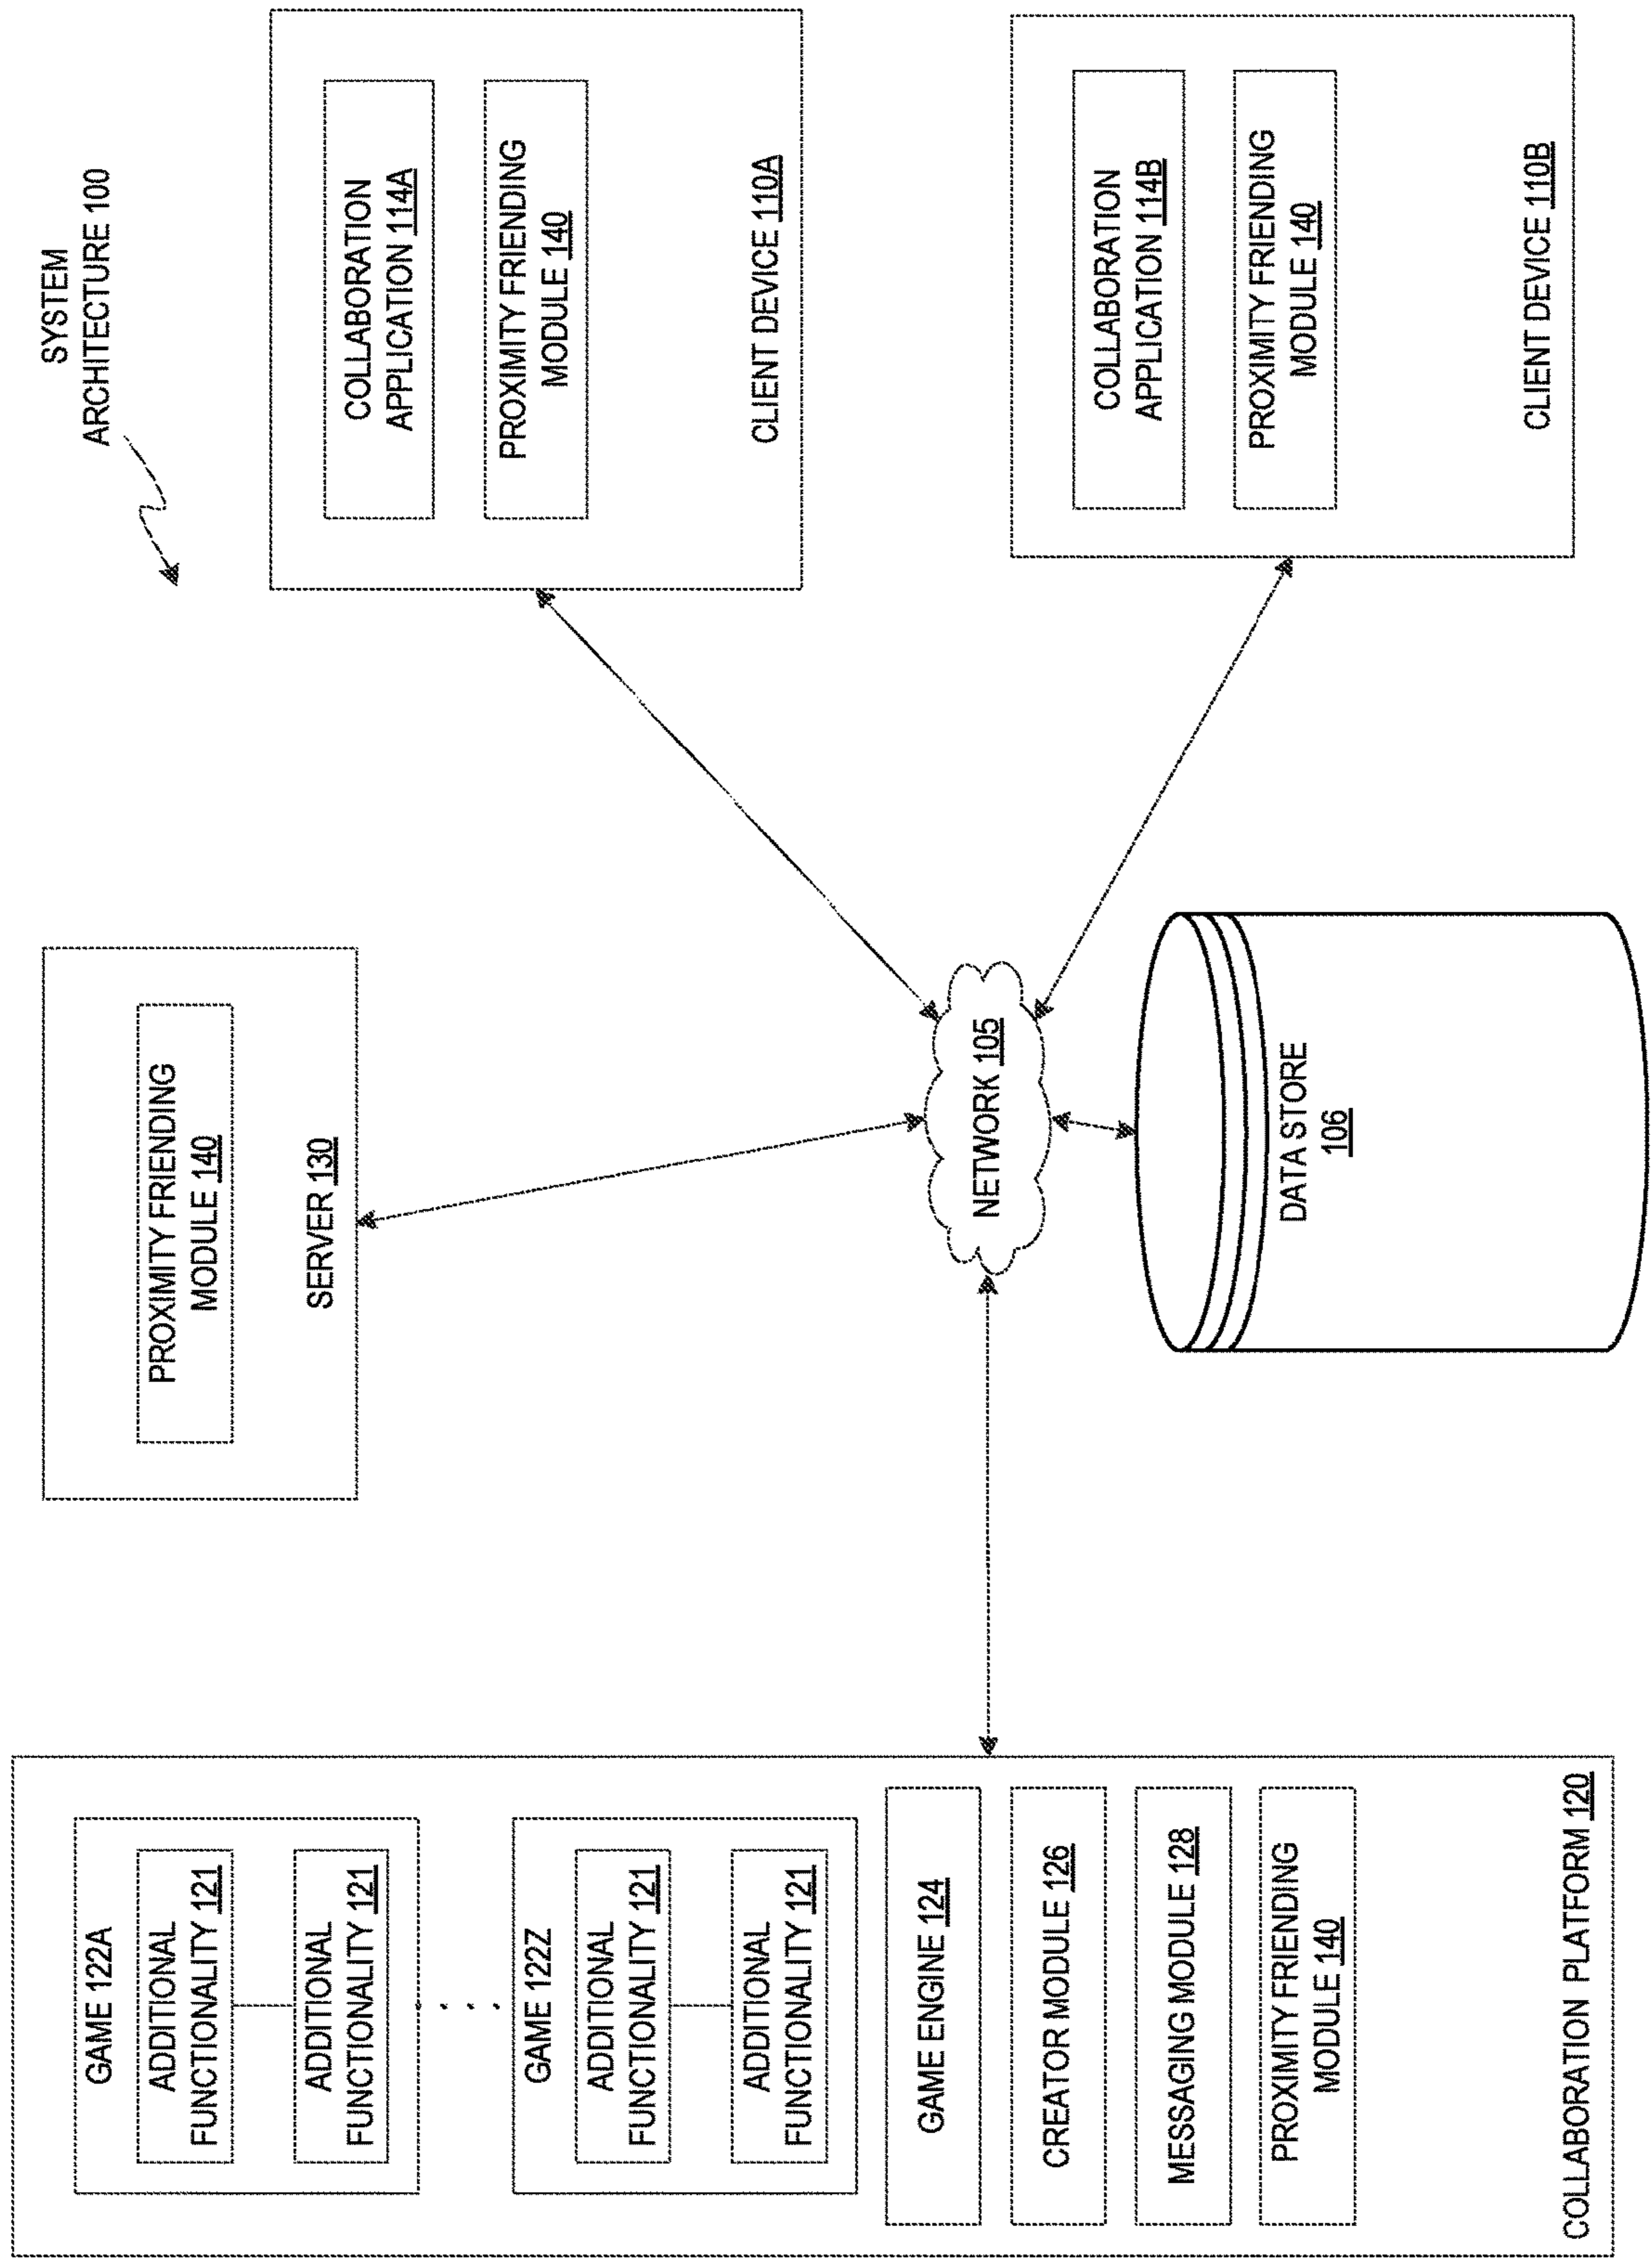 SYSTEM
ARCHITECTURE 100
GAME 122A
ADDITIONAL
FUNCTIONALITY 121
ADDITIONAL
FUNCTIONALITY 121
. . . .
GAME 122Z
ADDITIONAL
FUNCTIONALITY 121
ADDITIONAL
FUNCTIONALITY 121
GAME ENGINE 124
CREATOR MODULE 126
MESSAGING MODULE 128
PROXIMITY FRIENDING
MODULE 140
COLLABORATION PLATFORM 120
PROXIMITY FRIENDING
MODULE 140
SERVER 130
NETWORK 105
DATA STORE
106
COLLABORATION
APPLICATION 114A
PROXIMITY FRIENDING
MODULE 140
CLIENT DEVICE 110A
COLLABORATION
APPLICATION 114B
PROXIMITY FRIENDING
MODULE 140
CLIENT DEVICE 110B